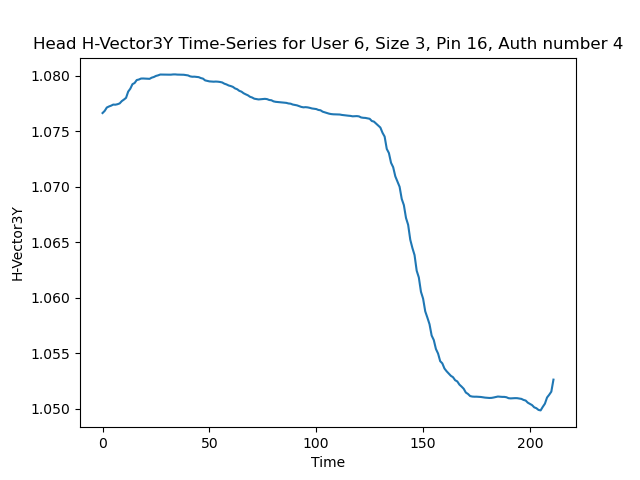 Head H-Vector3Y Time-Series for User 6, Size 3, Pin 16, Auth number 4
1.080
1.075
1.070
1.065
1.060
1.055
1.050
H-Vector3Y
0 50 100 150 200
Time